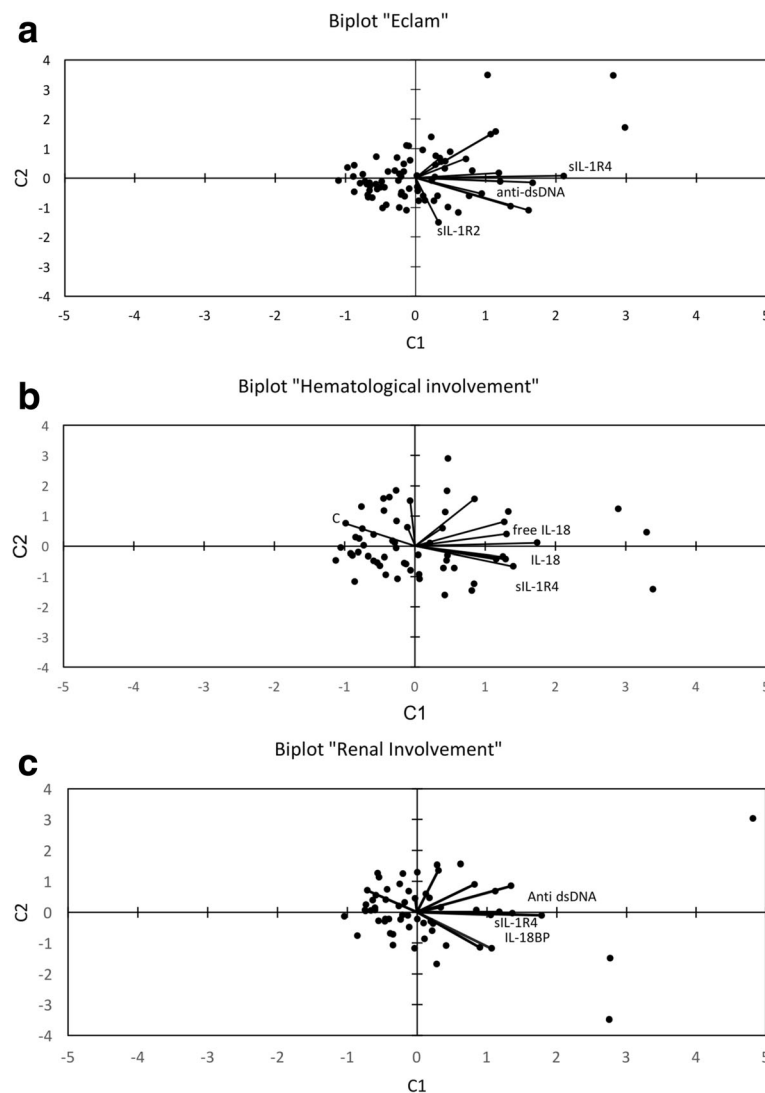 a
Biplot "Eclam"
4
3
2
1
0
-1
-2
-3
-4
C2
sIL-1R4
anti-dsDNA
sIL-1R2
-5 -4 -3 -2 -1 0 1 2 3 4 5
C1
b
Biplot "Hematological involvement"
4
3
2
1
0
-1
-2
-3
-4
C2
C
free IL-18
IL-18
sIL-1R4
-5 -4 -3 -2 -1 0 1 2 3 4 5
C1
c
Biplot "Renal Involvement"
4
3
2
1
0
-1
-2
-3
-4
C2
Anti dsDNA
sIL-1R4
IL-18BP
-5 -4 -3 -2 -1 0 1 2 3 4 5
C1